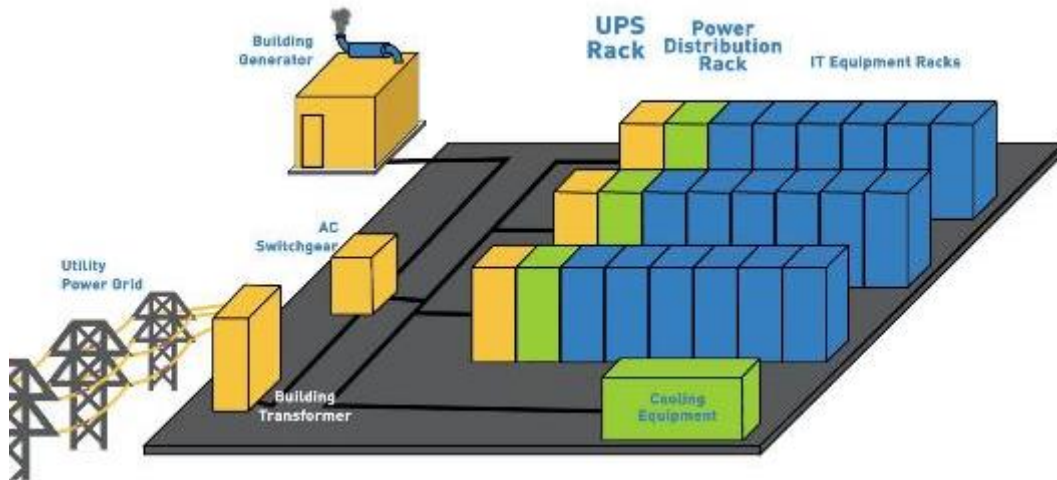 Building
Generator
UPS
Rack
Power
Distribution
Rack
IT Equipment Racks
AC
Switchgear
Utility
Power Grid
Building
Transformer
Cooling
Equipment